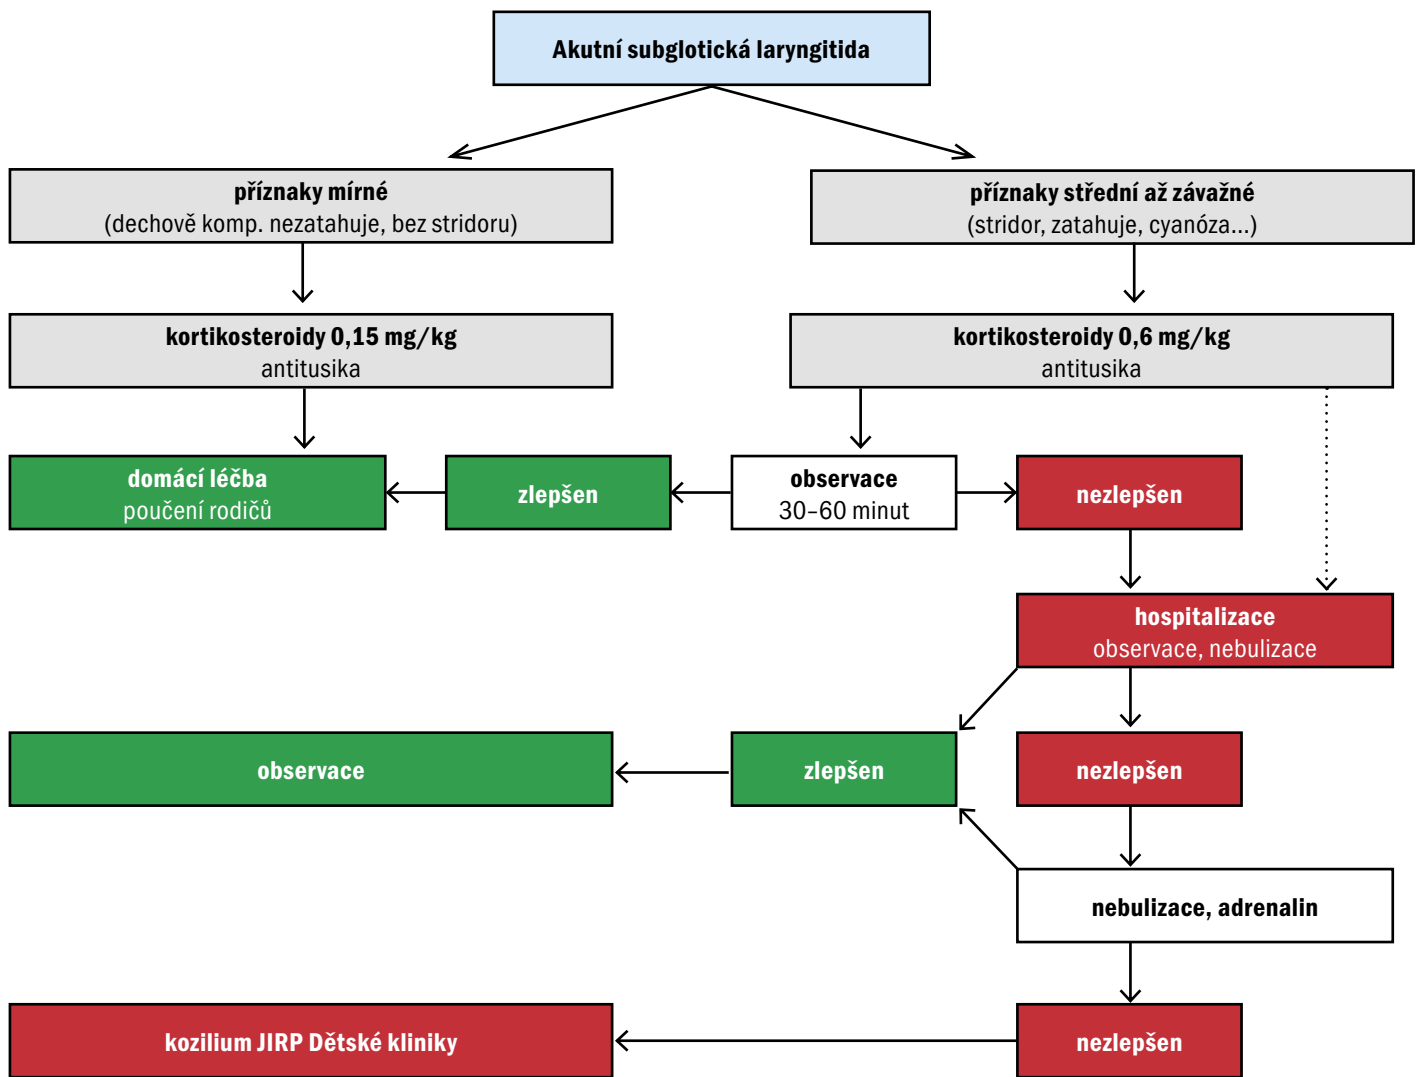 Akutní subglotická laryngitida
příznaky mírné
(dechově komp. nezatahuje, bez stridoru)
příznaky střední až závažné
(stridor, zatahuje, cyanóza...)
kortikosteroidy 0,15 mg/kg
antitusika
kortikosteroidy 0,6 mg/kg
antitusika
domácí léčba
poučení rodičů
zlepšen
observace
30–60 minut
nezlepšen
hospitalizace
observace, nebulizace
observace
zlepšen
nezlepšen
nebulizace, adrenalin
kozilium JIRP Dětské kliniky
nezlepšen